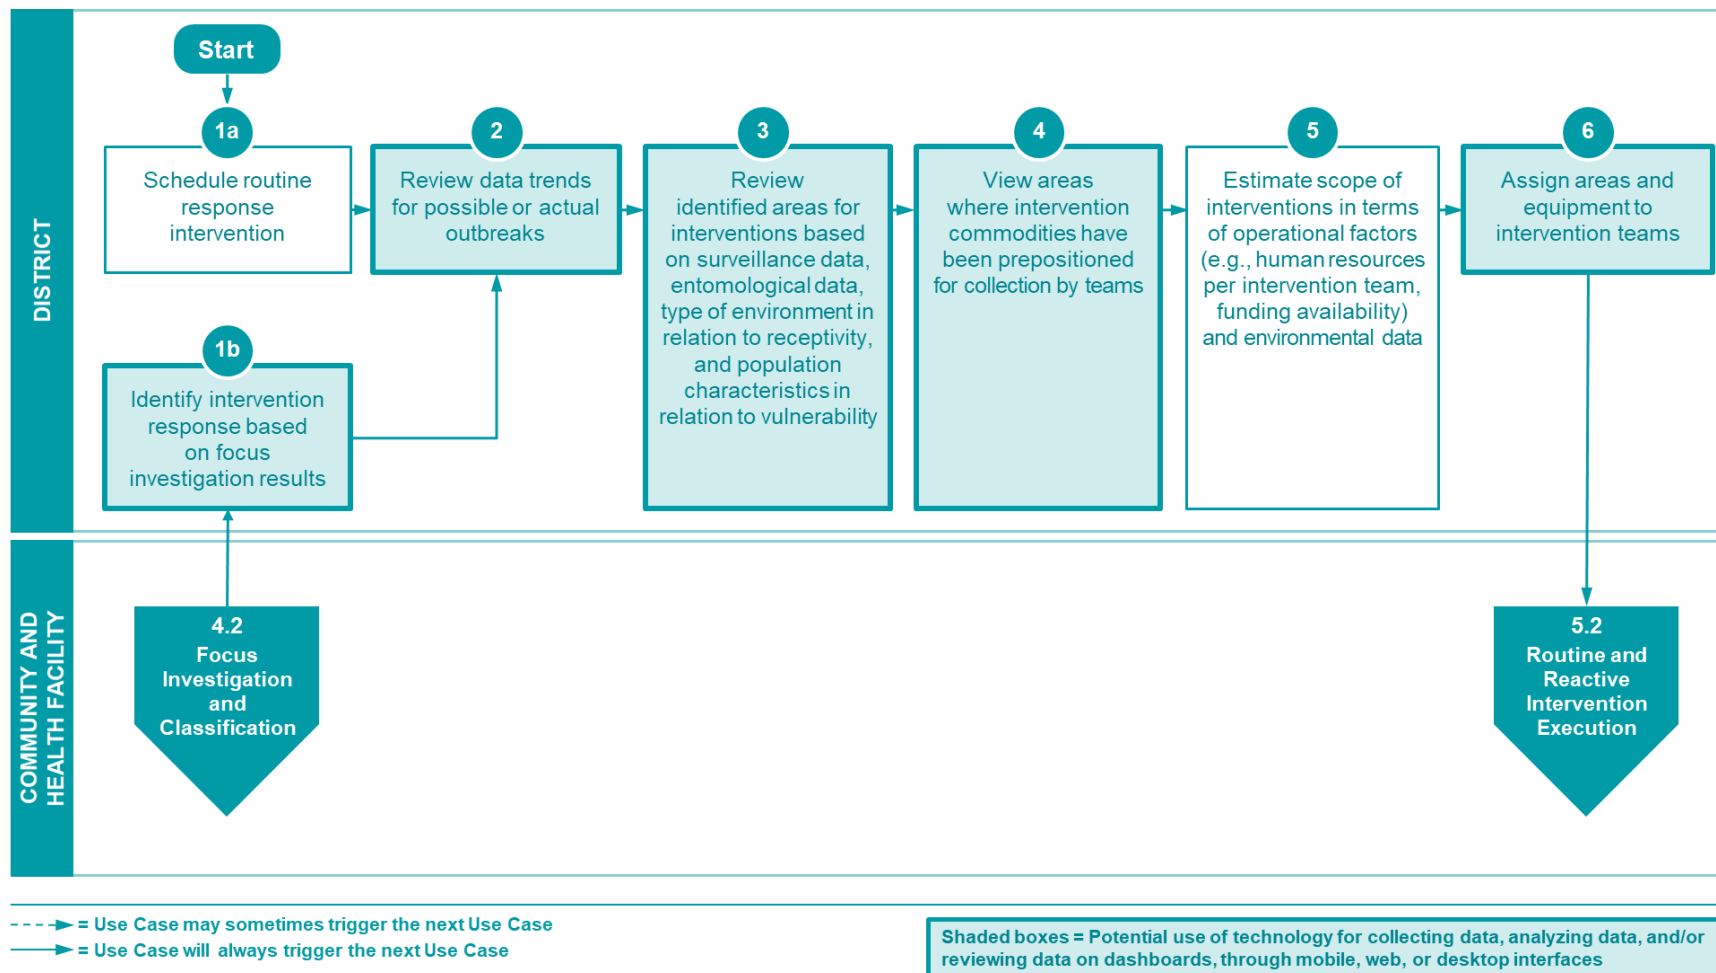 Start
DISTRICT
1a
Schedule routine
response
intervention
2
Review data trends
for possible or actual
outbreaks
3
Review
identified areas for
interventions based
on surveillance data,
entomological data,
type of environment in
relation to receptivity,
and population
characteristics in
relation to vulnerability
4
View areas
where intervention
commodities have
been prepositioned
for collection by teams
5
Estimate scope of
interventions in terms
of operational factors
(e.g., human resources
per intervention team,
funding availability)
and environmental data
6
Assign areas and
equipment to
intervention teams
1b
Identify intervention
response based
on focus
investigation results
COMMUNITY AND
HEALTH FACILITY
4.2
Focus
Investigation
and
Classification
5.2
Routine and
Reactive
Intervention
Execution
= Use Case may sometimes trigger the next Use Case
= Use Case will always trigger the next Use Case
Shaded boxes = Potential use of technology for collecting data, analyzing data, and/or
reviewing data on dashboards, through mobile, web, or desktop interfaces